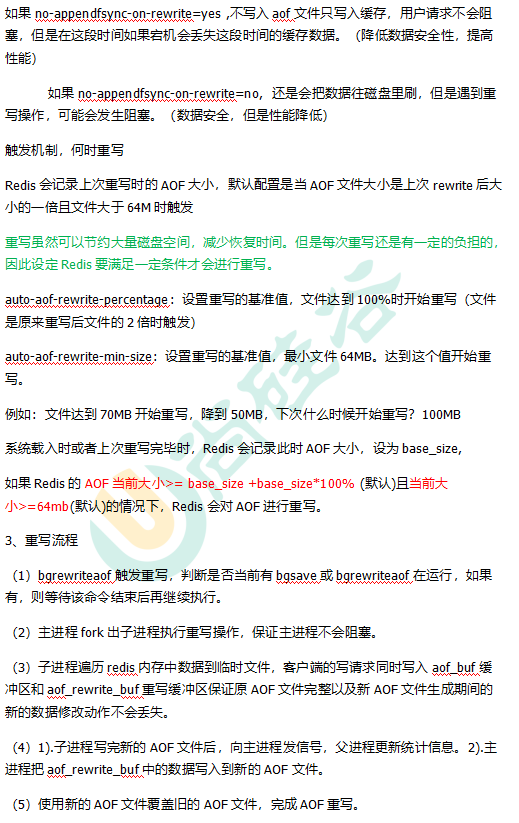 如果 no-appendfsync-on-rewrite=yes ,不写入 aof 文件只写入缓存，用户请求不会阻
塞，但是在这段时间如果宕机会丢失这段时间的缓存数据。（降低数据安全性，提高
性能）
如果 no-appendfsync-on-rewrite=no, 还是会把数据往磁盘里刷，但是遇到重
写操作，可能会发生阻塞。（数据安全，但是性能降低）
触发机制，何时重写
Redis 会记录上次重写时的 AOF 大小，默认配置是当 AOF 文件大小是上次 rewrite 后大
小的一倍且文件大于 64M 时触发
重写虽然可以节约大量磁盘空间，减少恢复时间。但是每次重写还是有一定的负担的，
因此设定 Redis 要满足一定条件才会进行重写。
auto-aof-rewrite-percentage：设置重写的基准值，文件达到 100%时开始重写（文件
是原来重写后文件的 2 倍时触发）
auto-aof-rewrite-min-size：设置重写的基准值，最小文件 64MB。达到这个值开始重
写。
例如：文件达到 70MB 开始重写，降到 50MB，下次什么时候开始重写？100MB
系统载入时或者上次重写完毕时，Redis 会记录此时 AOF 大小，设为 base_size,
如果 Redis 的 AOF 当前大小>= base_size +base_size*100% (默认)且当前大
小>=64mb(默认)的情况下，Redis 会对 AOF 进行重写。
3、重写流程
（1）bgrewriteaof 触发重写，判断是否当前有 bgsave 或 bgrewriteaof 在运行，如果
有，则等待该命令结束后再继续执行。
（2）主进程 fork 出子进程执行重写操作，保证主进程不会阻塞。
（3）子进程遍历 redis 内存中数据到临时文件，客户端的写请求同时写入 aof_buf 缓
冲区和 aof_rewrite_buf 重写缓冲区保证原 AOF 文件完整以及新 AOF 文件生成期间的
新的数据修改动作不会丢失。
（4）1).子进程写完新的 AOF 文件后，向主进程发信号，父进程更新统计信息。2).主
进程把 aof_rewrite_buf 中的数据写入到新的 AOF 文件。
（5）使用新的 AOF 文件覆盖旧的 AOF 文件，完成 AOF 重写。
尚硅谷